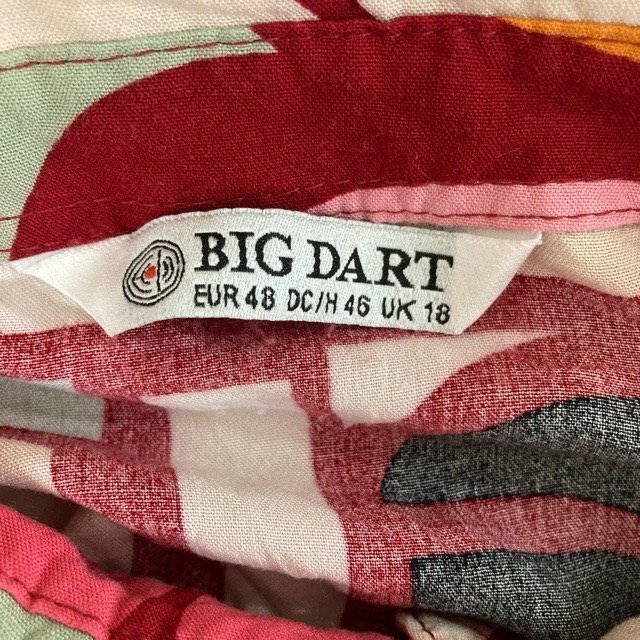 BIG DART
EUR 48 DC/H 46 UK 18